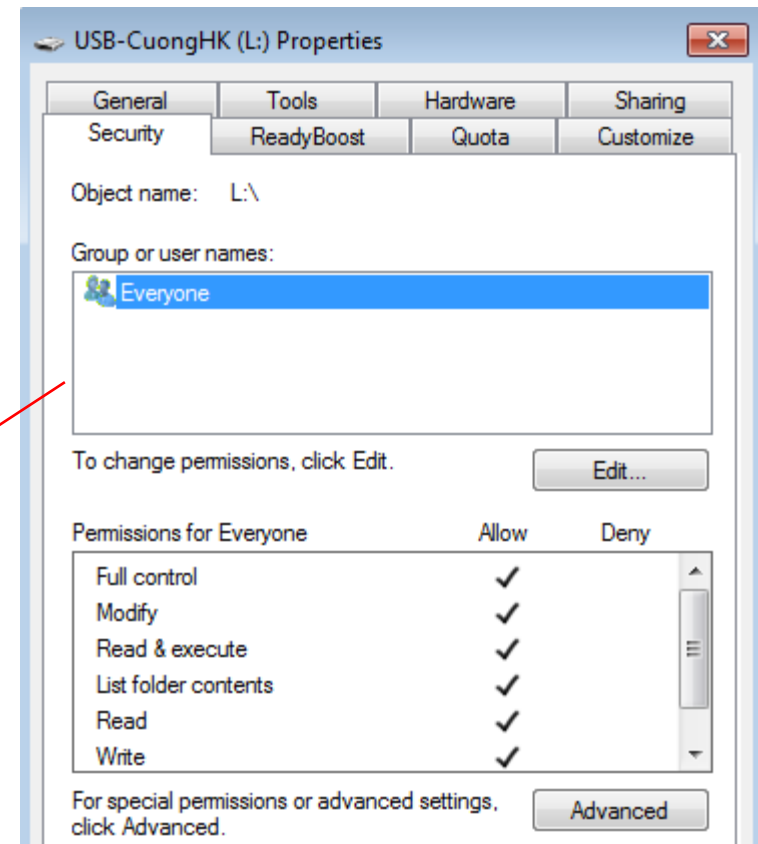 USB-CuongHK (L:) Properties
General Tools Hardware Sharing
Security ReadyBoost Quota Customize
Object name: L:\
Group or user names:
Everyone
To change permissions, click Edit.
Edit...
Permissions for Everyone Allow Deny
Full control
Modify
Read & execute
List folder contents
Read
Write
For special permissions or advanced settings,
click Advanced.
Advanced